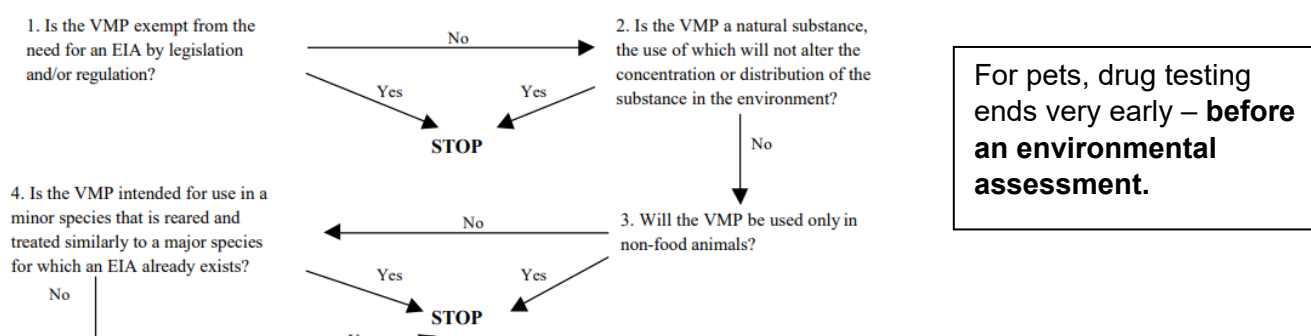 1. Is the VMP exempt from the
need for an EIA by legislation
and/or regulation?
No
2. Is the VMP a natural substance,
the use of which will not alter the
concentration or distribution of the
substance in the environment?
Yes
Yes
STOP
No
For pets, drug testing
ends very early – before
an environmental
assessment.
3. Will the VMP be used only in
non-food animals?
No
4. Is the VMP intended for use in a
minor species that is reared and
treated similarly to a major species
for which an EIA already exists?
Yes
Yes
STOP
No